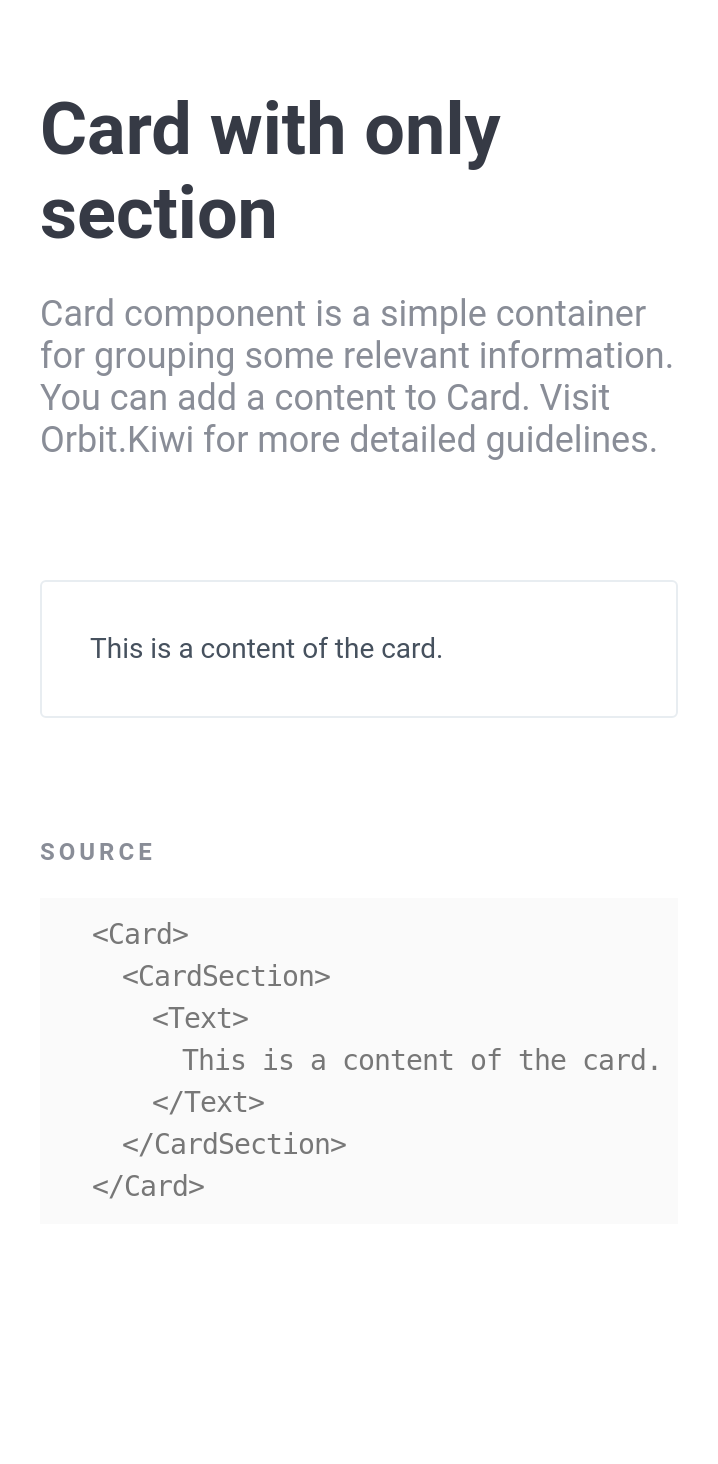 Card with only
section
Card component is a simple container
for grouping some relevant information.
You can add a content to Card. Visit
Orbit.Kiwi for more detailed guidelines.
This is a content of the card.
SOURCE
<Card>
  <CardSection>
    <Text>
      This is a content of the card.
    </Text>
  </CardSection>
</Card>